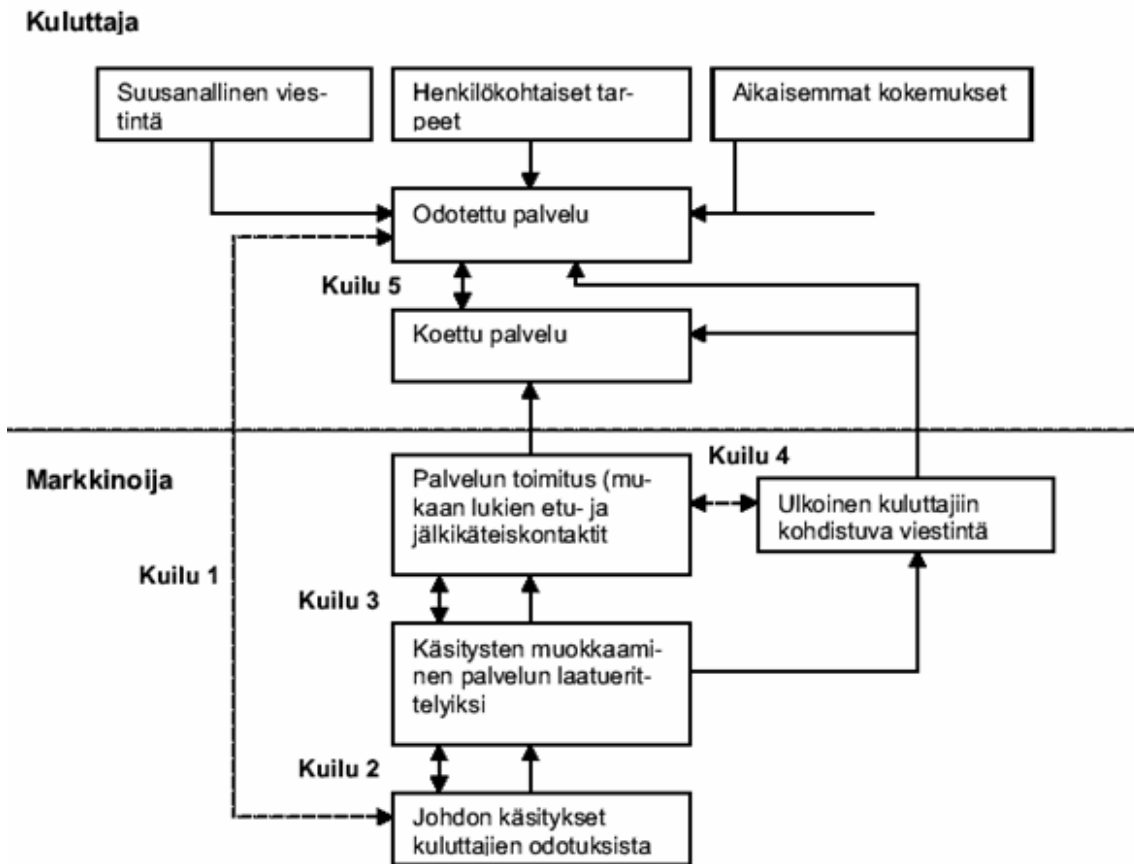 Kuluttaja
Suusanallinen vies-
tintä
Henkilökohtaiset tar-
peet
Aikaisemmat kokemukset
Odotettu palvelu
Kuilu 5
Koettu palvelu
Markkinoija
Palvelun toimitus (mu-
kaan lukien etu- ja
jälkikäteiskontaktit
Kuilu 4
Ulkoinen kuluttajiin
kohdistuva viestintä
Kuilu 1
Kuilu 3
Käsitysten muokkaami-
nen palvelun laatuerit-
telyiksi
Kuilu 2
Johdon käsitykset
kuluttajien odotuksista